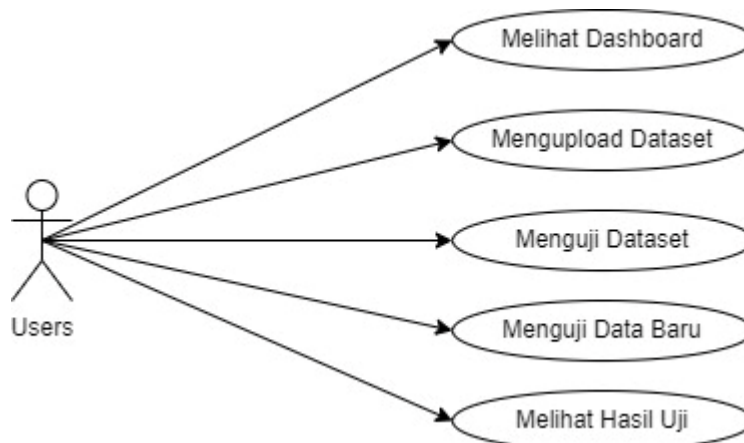 Melihat Dashboard
Mengupload Dataset
Menguji Dataset
Menguji Data Baru
Users
Melihat Hasil Uji